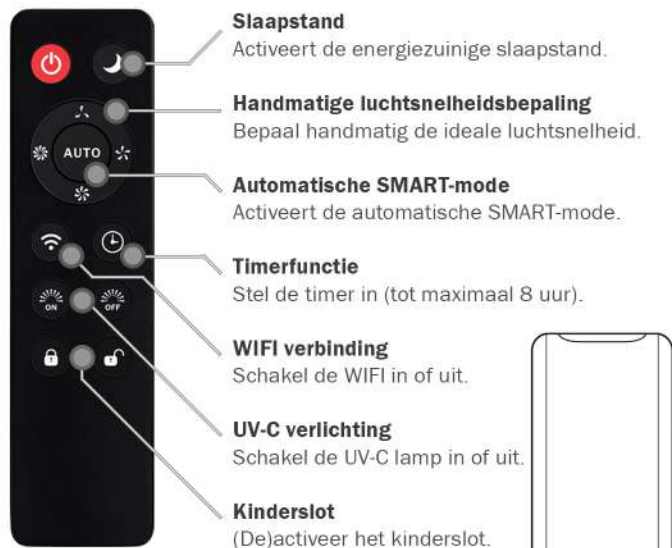 Slaapstand
Activeert de energiezuinige slaapstand.
Handmatige luchtsnelheidsbepaling
Bepaal handmatig de ideale luchtsnelheid.
AUTO
Automatische SMART-mode
Activeert de automatische SMART-mode.
Timerfunctie
Stel de timer in (tot maximaal 8 uur).
ON
OFF
WIFI verbinding
Schakel de WIFI in of uit.
UV-C verlichting
Schakel de UV-C lamp in of uit.
Kinderslot
(De)activeer het kinderslot.